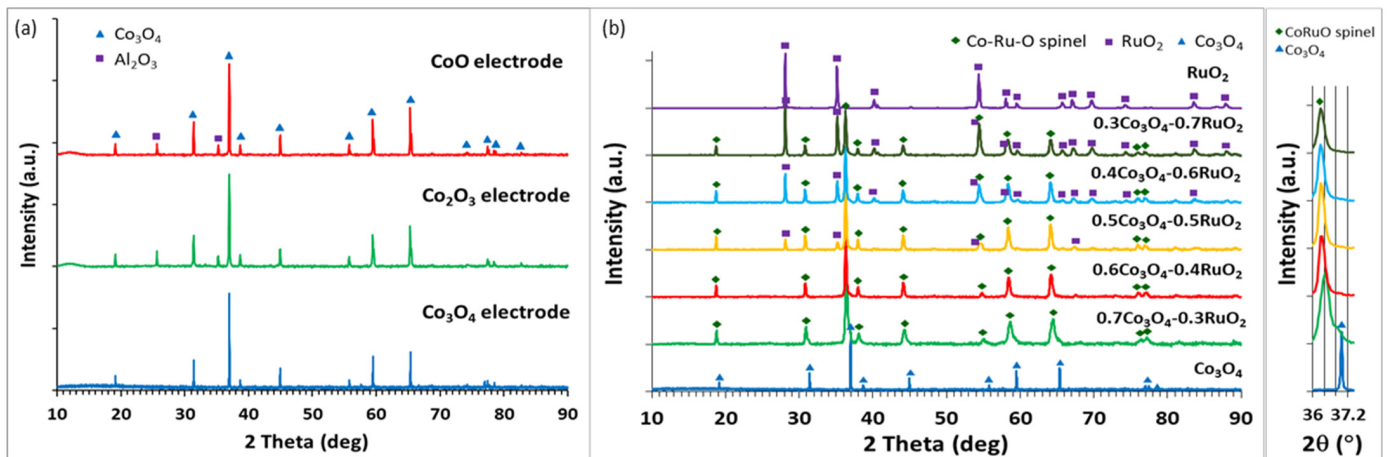 (a)
Co₃O₄
Al₂O₃
CoO electrode
Co₂O₃ electrode
Co₃O₄ electrode
Intensity (a.u.)
10 20 30 40 50 60 70 80 90
2 Theta (deg)
(b)
Co-Ru-O spinel RuO₂ Co₃O₄
RuO₂
0.3Co₃O₄-0.7RuO₂
0.4Co₃O₄-0.6RuO₂
0.5Co₃O₄-0.5RuO₂
0.6Co₃O₄-0.4RuO₂
0.7Co₃O₄-0.3RuO₂
Co₃O₄
Intensity (a.u.)
10 20 30 40 50 60 70 80 90
2 Theta (deg)
CoRuO spinel
Co₃O₄
36 37.2
2θ (°)